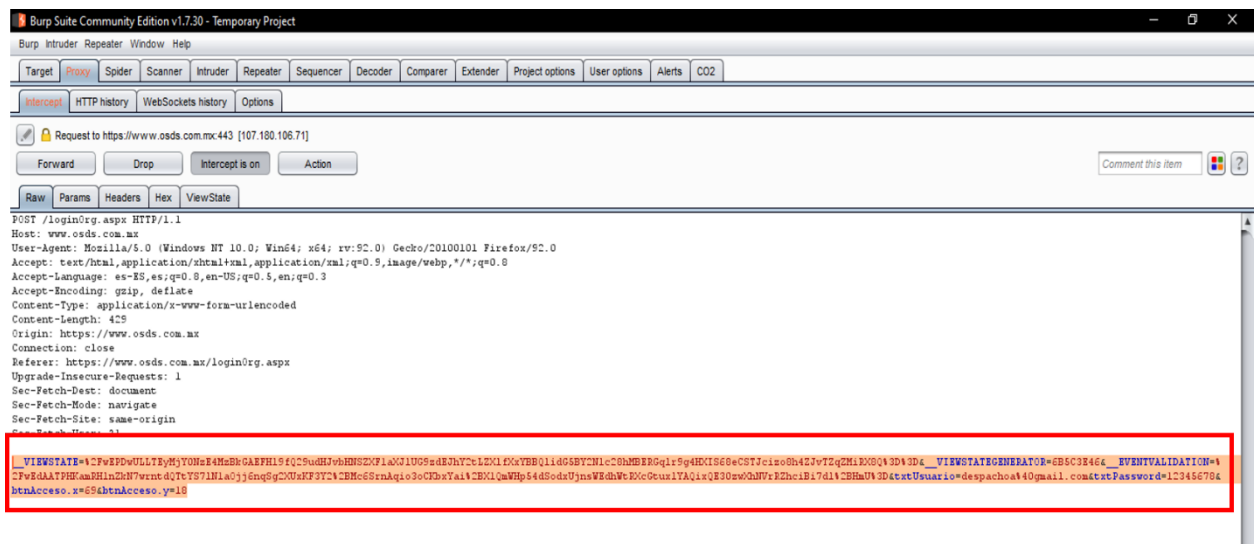 Burp Suite Community Edition v1.7.30 - Temporary Project
Burp Intruder Repeater Window Help
Target Proxy Spider Scanner Intruder Repeater Sequencer Decoder Comparer Extender Project options User options Alerts CO2
Intercept HTTP history WebSockets history Options
Request to https://www.osds.com.mx:443 [107.180.106.71]
Forward Drop Intercept is on Action Comment this item ?
Raw Params Headers Hex ViewState
POST /loginOrg.aspx HTTP/1.1
Host: www.osds.com.mx
User-Agent: Mozilla/5.0 (Windows NT 10.0; Win64; x64; rv:92.0) Gecko/20100101 Firefox/92.0
Accept: text/html,application/xhtml+xml,application/xml;q=0.9,image/webp,*/*;q=0.8
Accept-Language: es-ES,es;q=0.8,en-US;q=0.5,en;q=0.3
Accept-Encoding: gzip, deflate
Content-Type: application/x-www-form-urlencoded
Content-Length: 429
Origin: https://www.osds.com.mx
Connection: close
Referer: https://www.osds.com.mx/loginOrg.aspx
Upgrade-Insecure-Requests: 1
Sec-Fetch-Dest: document
Sec-Fetch-Mode: navigate
Sec-Fetch-Site: same-origin
__VIEWSTATE= &__VIEWSTATEGENERATOR=6B5C3E46&__EVENTVALIDATION=%
&txtUsuario=despachoa%40gmail.com&txtPassword=12345678&
btnAcceso.x=69&btnAcceso.y=18